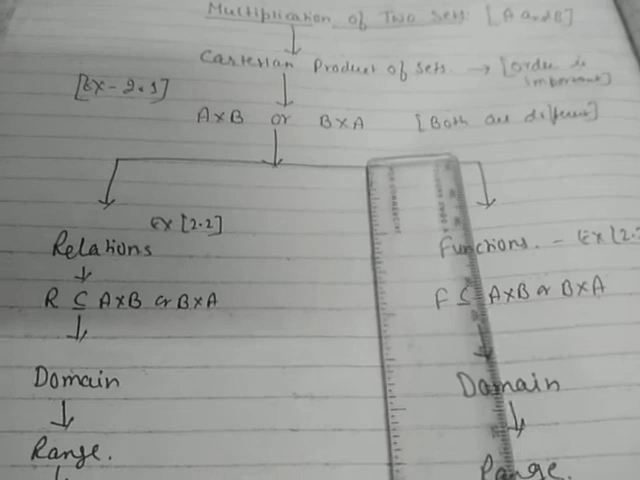 Multiplication of Two Sets: [A and B]
Cartesian Product of Sets. → [order is important]
[Ex - 2.1]
A×B or B×A [Both are different]
Ex [2.2]
Relations
Functions. - Ex [2.
R ⊆ A×B or B×A
F ⊆ A×B or B×A
Domain
Domain
Range.
Range.